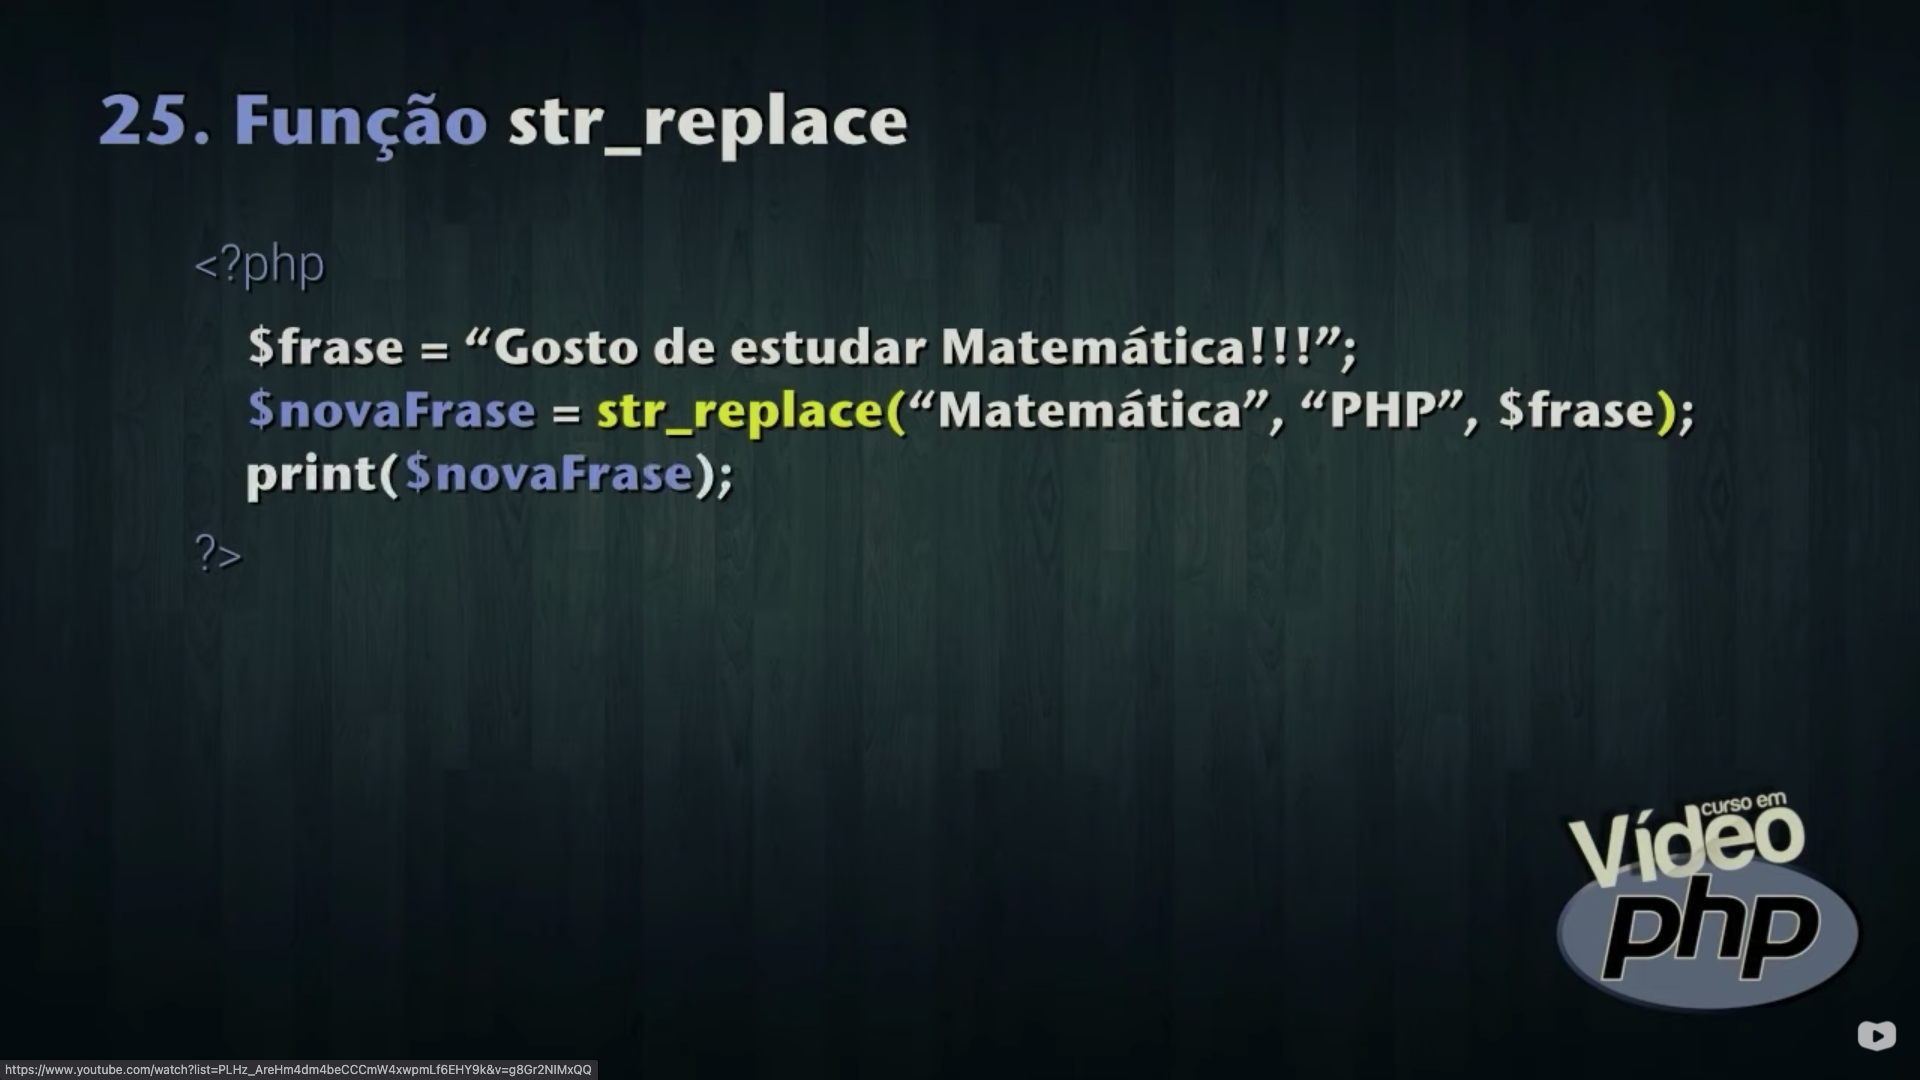 25. Função str_replace
<?php
$frase = “Gosto de estudar Matemática!!!”;
$novaFrase = str_replace(“Matemática”, “PHP”, $frase);
print($novaFrase);
?>
curso em
Vídeo
php
https://www.youtube.com/watch?list=PLHz_AreHm4dm4beCCCmW4xwpmLf6EHY9k&v=g8Gr2NIMxQQ